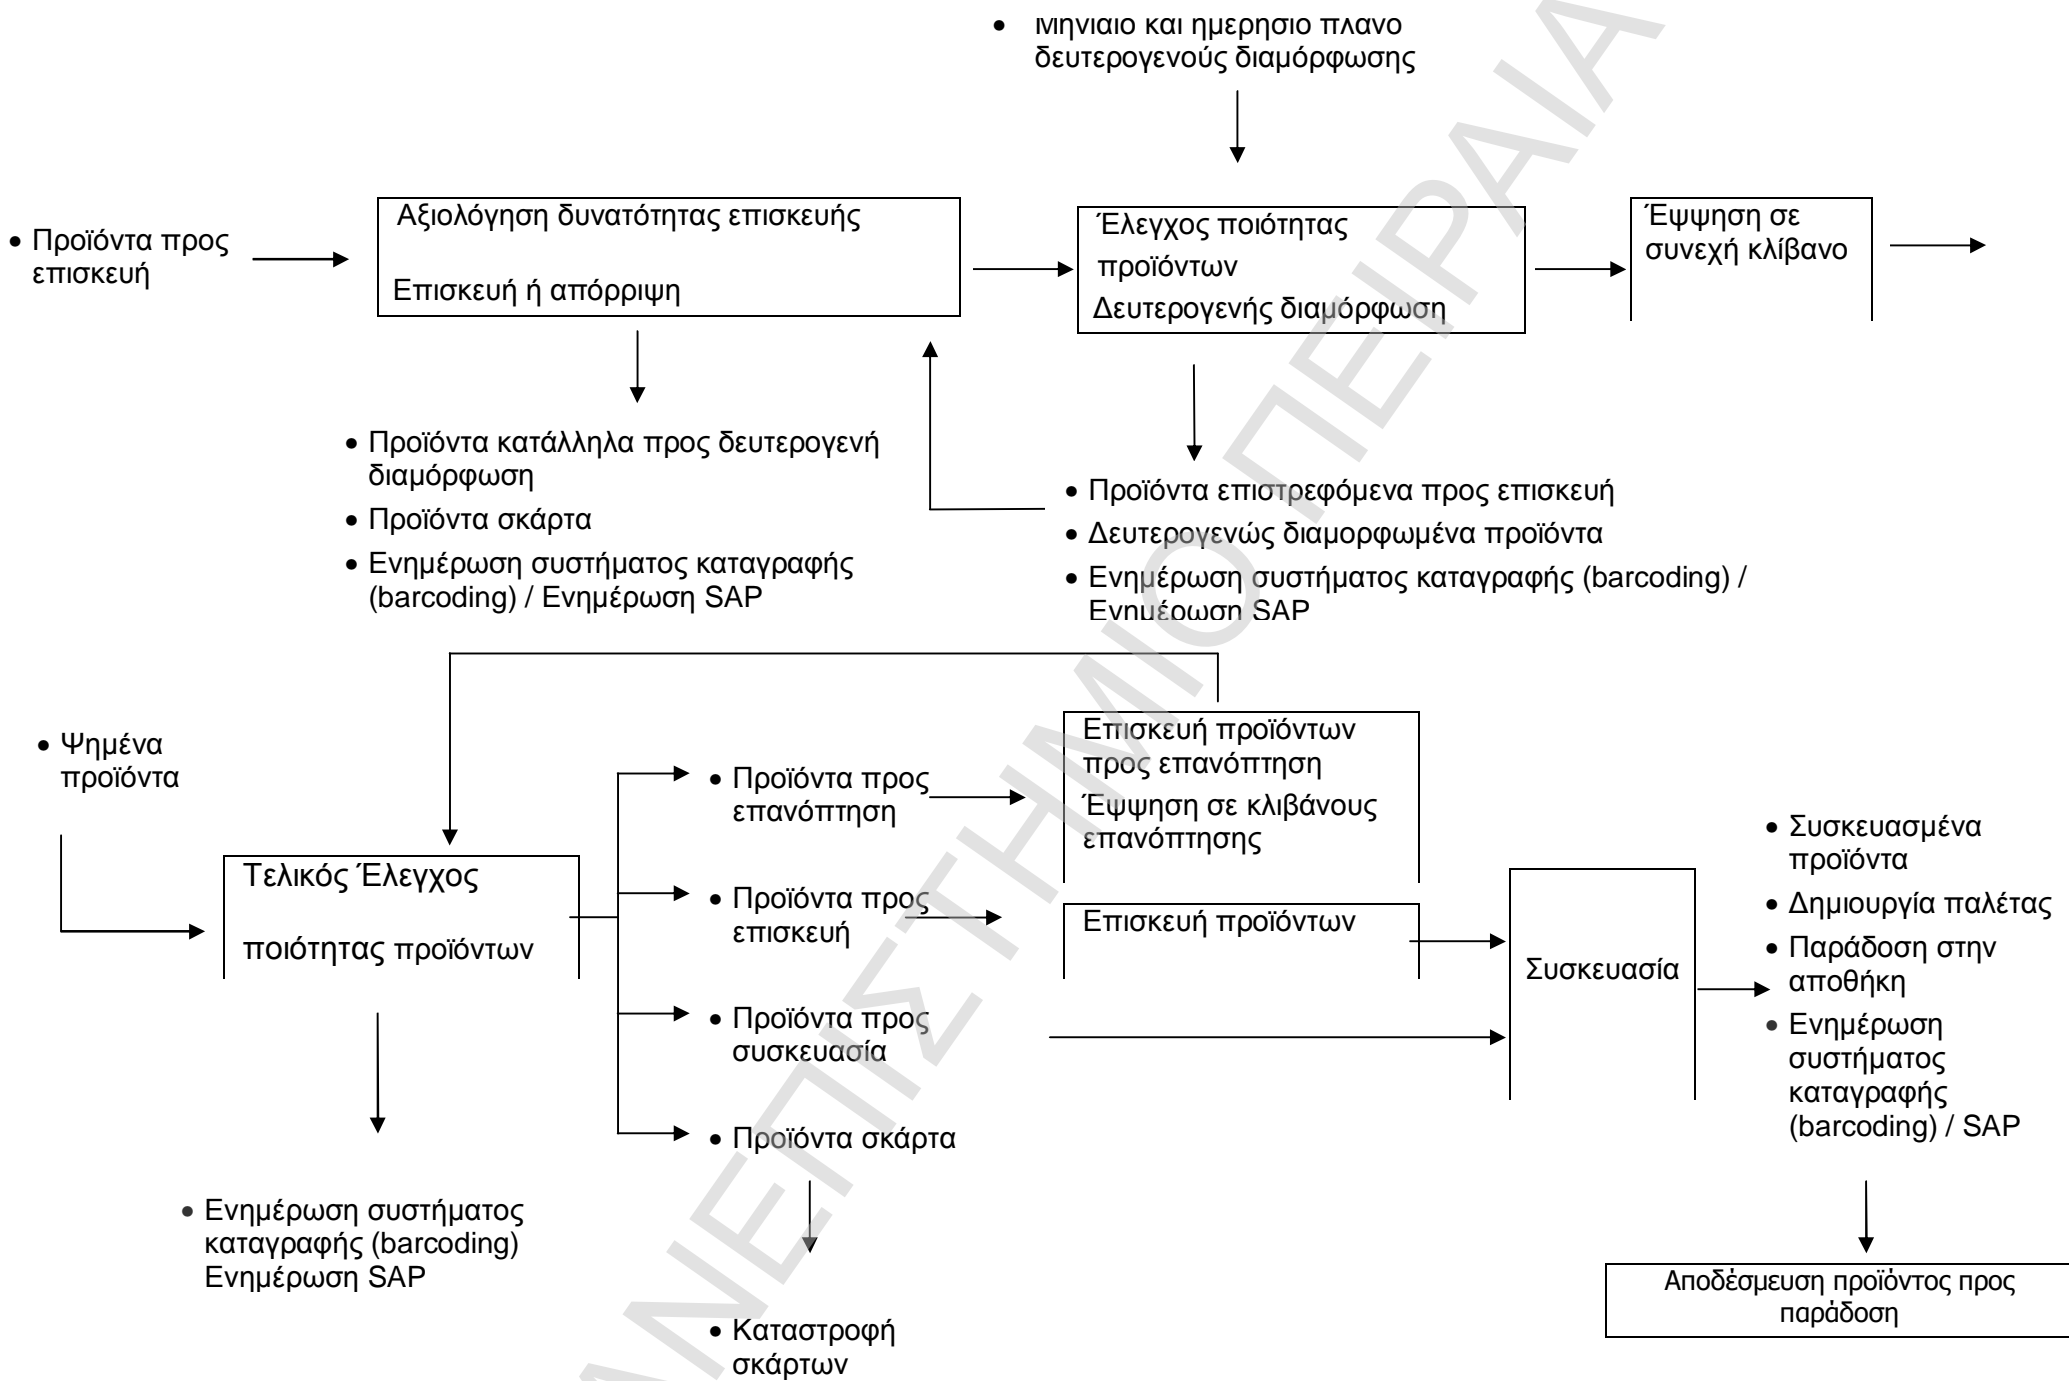 • Μηνιαίο και ημερήσιο πλάνο
δευτερογενούς διαμόρφωσης
• Προϊόντα προς
επισκευή
Αξιολόγηση δυνατότητας επισκευής
Επισκευή ή απόρριψη
Έλεγχος ποιότητας
προϊόντων
Δευτερογενής διαμόρφωση
Έψψηση σε
συνεχή κλίβανο
• Προϊόντα κατάλληλα προς δευτερογενή
διαμόρφωση
• Προϊόντα σκάρτα
• Ενημέρωση συστήματος καταγραφής
(barcoding) / Ενημέρωση SAP
• Προϊόντα επιστρεφόμενα προς επισκευή
• Δευτερογενώς διαμορφωμένα προϊόντα
• Ενημέρωση συστήματος καταγραφής (barcoding) /
Ενημέρωση SAP
• Ψημένα
προϊόντα
Τελικός Έλεγχος
ποιότητας προϊόντων
• Προϊόντα προς
επανόπτηση
• Προϊόντα προς
επισκευή
• Προϊόντα προς
συσκευασία
• Προϊόντα σκάρτα
Επισκευή προϊόντων
προς επανόπτηση
Έψψηση σε κλιβάνους
επανόπτησης
Επισκευή προϊόντων
Συσκευασία
• Συσκευασμένα
προϊόντα
• Δημιουργία παλέτας
• Παράδοση στην
αποθήκη
• Ενημέρωση
συστήματος
καταγραφής
(barcoding) / SAP
• Ενημέρωση συστήματος
καταγραφής (barcoding)
Ενημέρωση SAP
• Καταστροφή
σκάρτων
Αποδέσμευση προϊόντος προς
παράδοση
ΑΝΕΠΙΣΤΗΜΙΟ ΠΕΙΡΑΙΑ